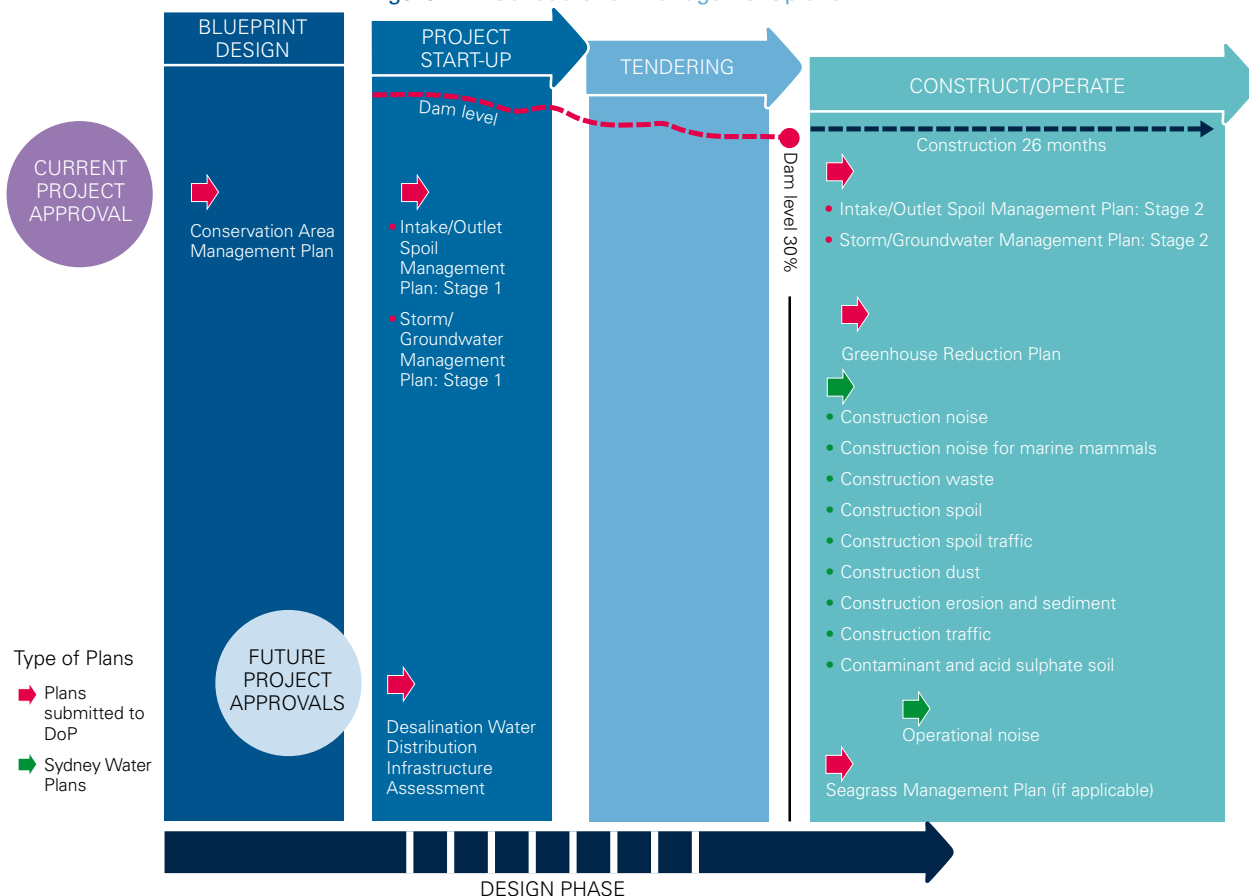 BLUEPRINT
DESIGN
PROJECT
START-UP
TENDERING
CONSTRUCT/OPERATE
Dam level
Dam level 30%
Construction 26 months
CURRENT
PROJECT
APPROVAL
Conservation Area
Management Plan
• Intake/Outlet
Spoil
Management
Plan: Stage 1
• Storm/
Groundwater
Management
Plan: Stage 1
• Intake/Outlet Spoil Management Plan: Stage 2
• Storm/Groundwater Management Plan: Stage 2
Greenhouse Reduction Plan
• Construction noise
• Construction noise for marine mammals
• Construction waste
• Construction spoil
• Construction spoil traffic
• Construction dust
• Construction erosion and sediment
• Construction traffic
• Contaminant and acid sulphate soil
Operational noise
Seagrass Management Plan (if applicable)
FUTURE
PROJECT
APPROVALS
Desalination Water
Distribution
Infrastructure
Assessment
Type of Plans
Plans
submitted to
DoP
Sydney Water
Plans
DESIGN PHASE